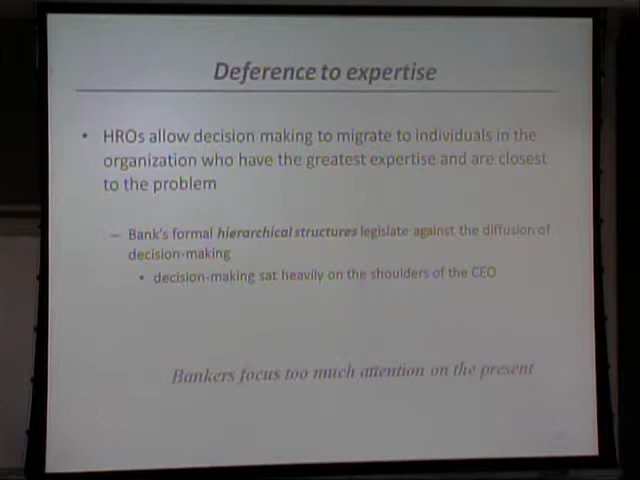 Deference to expertise
• HROs allow decision making to migrate to individuals in the
organization who have the greatest expertise and are closest
to the problem
– Bank's formal hierarchical structures legislate against the diffusion of
decision-making
• decision-making sat heavily on the shoulders of the CEO
Bankers focus too much attention on the present